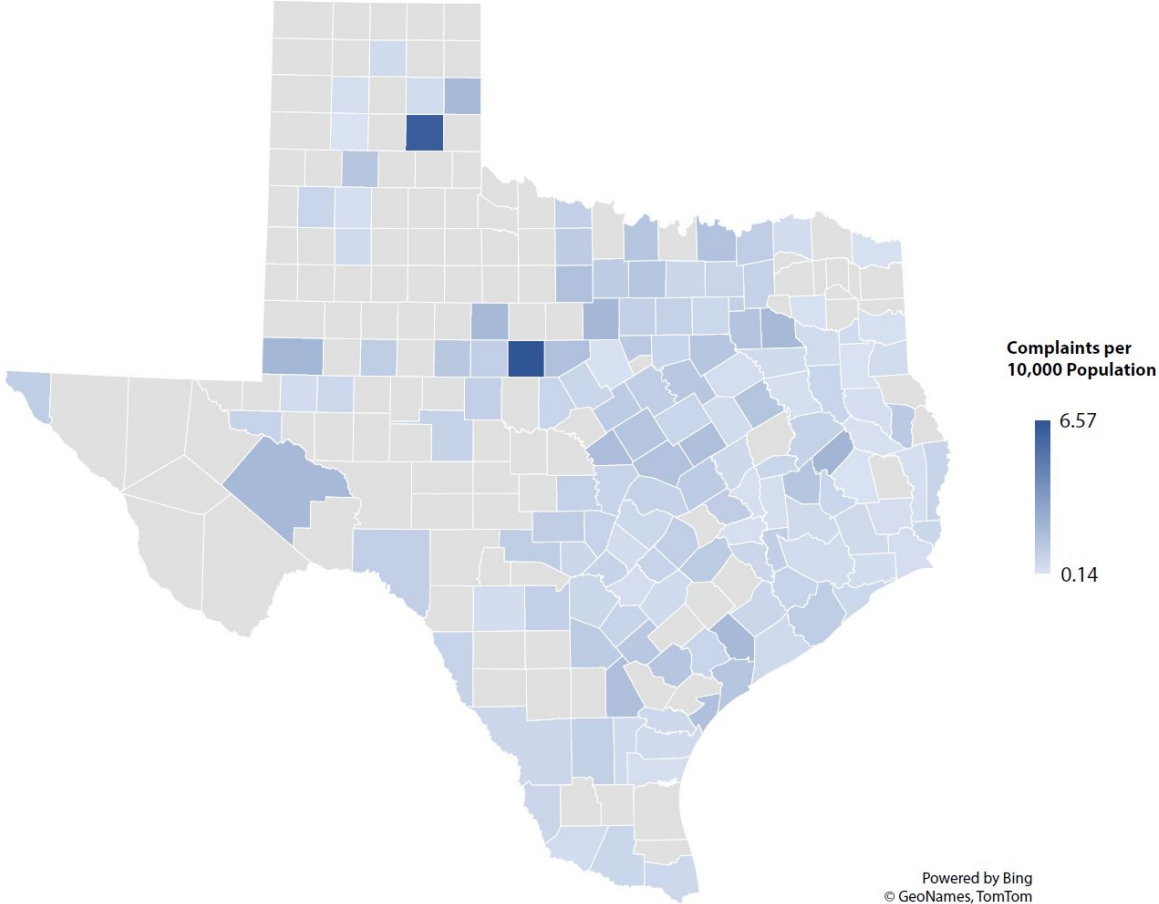 Complaints per
10,000 Population
6.57
0.14
Powered by Bing
© GeoNames, TomTom